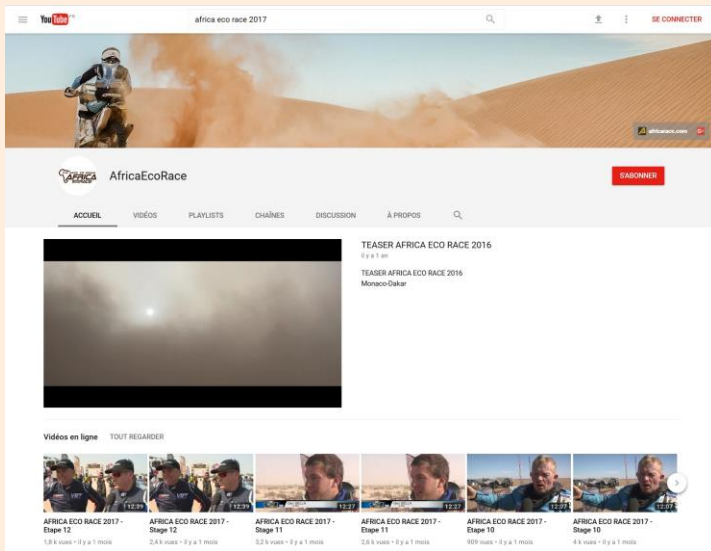 YouTube FR
africa eco race 2017
SE CONNECTER
africarace.com
AFRICA
ECORACE
AfricaEcoRace
S'ABONNER
ACCUEIL VIDÉOS PLAYLISTS CHAÎNES DISCUSSION À PROPOS
TEASER AFRICA ECO RACE 2016
il y a 1 an
TEASER AFRICA ECO RACE 2016
Monaco-Dakar
Vidéos en ligne TOUT REGARDER
VRT 12:39 VRT 12:39 12:27 12:27 12:07 12:07
AFRICA ECO RACE 2017 - AFRICA ECO RACE 2017 - AFRICA ECO RACE 2017 - AFRICA ECO RACE 2017 - AFRICA ECO RACE 2017 - AFRICA ECO RACE 2017 -
Etape 12 Stage 12 Stage 11 Etape 11 Etape 10 Stage 10
1,8 k vues • il y a 1 mois 2,4 k vues • il y a 1 mois 3,2 k vues • il y a 1 mois 2,6 k vues • il y a 1 mois 909 vues • il y a 1 mois 4 k vues • il y a 1 mois